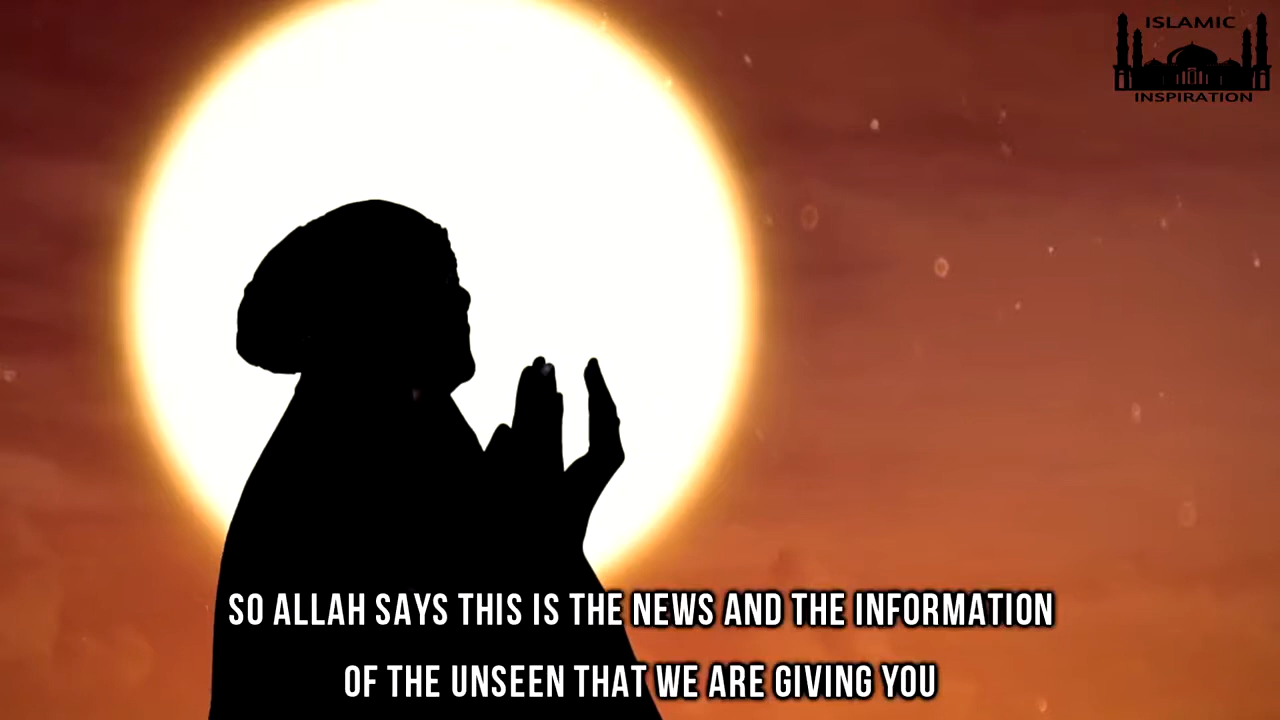 ISLAMIC
INSPIRATION
SO ALLAH SAYS THIS IS THE NEWS AND THE INFORMATION
OF THE UNSEEN THAT WE ARE GIVING YOU